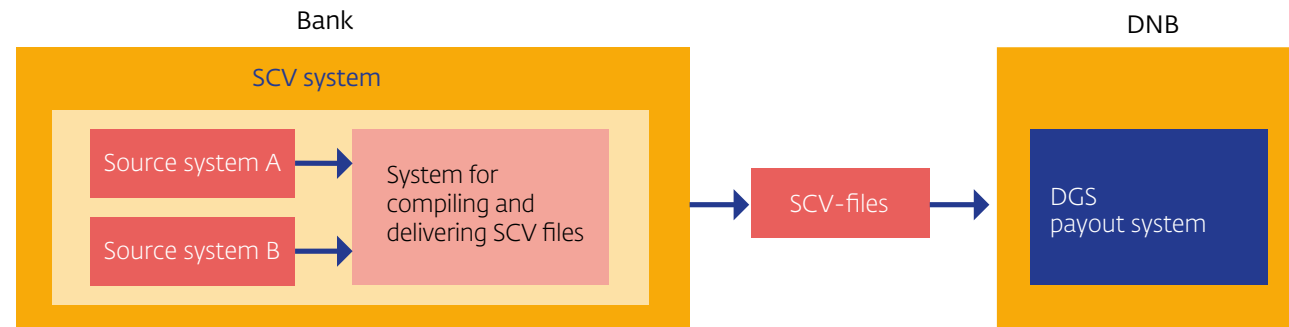 Bank
DNB
SCV system
Source system A
Source system B
System for
compiling and
delivering SCV files
SCV-files
DGS
payout system